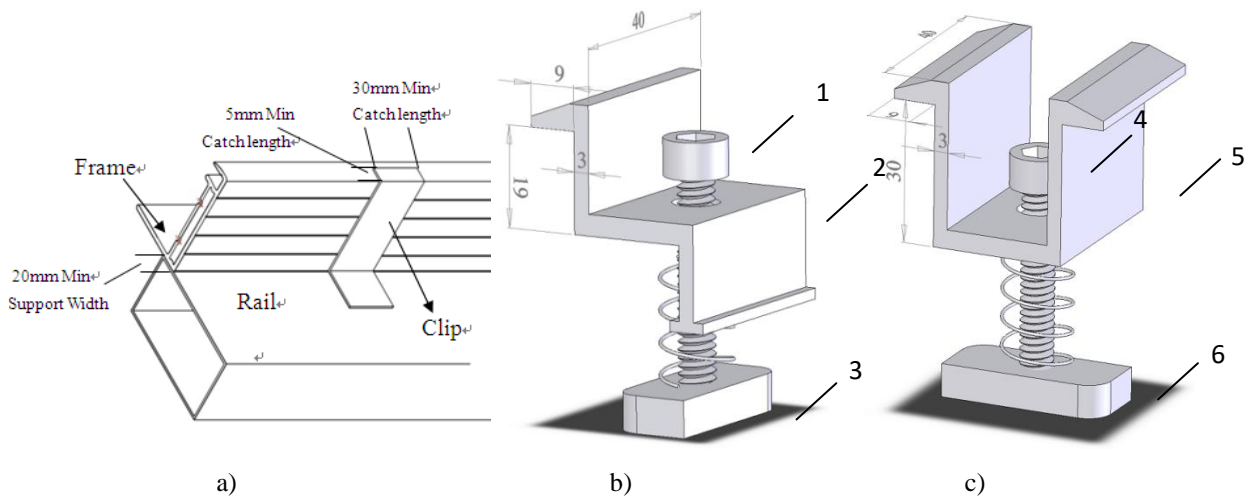 30mm Min↵
Catch length↵
5mm Min
Catch length↵
Frame↵
20mm Min↵
Support Width
Rail↵
Clip↵
↵
40
9
3
19
1
2
3
3
30
4
5
6
a)
b)
c)